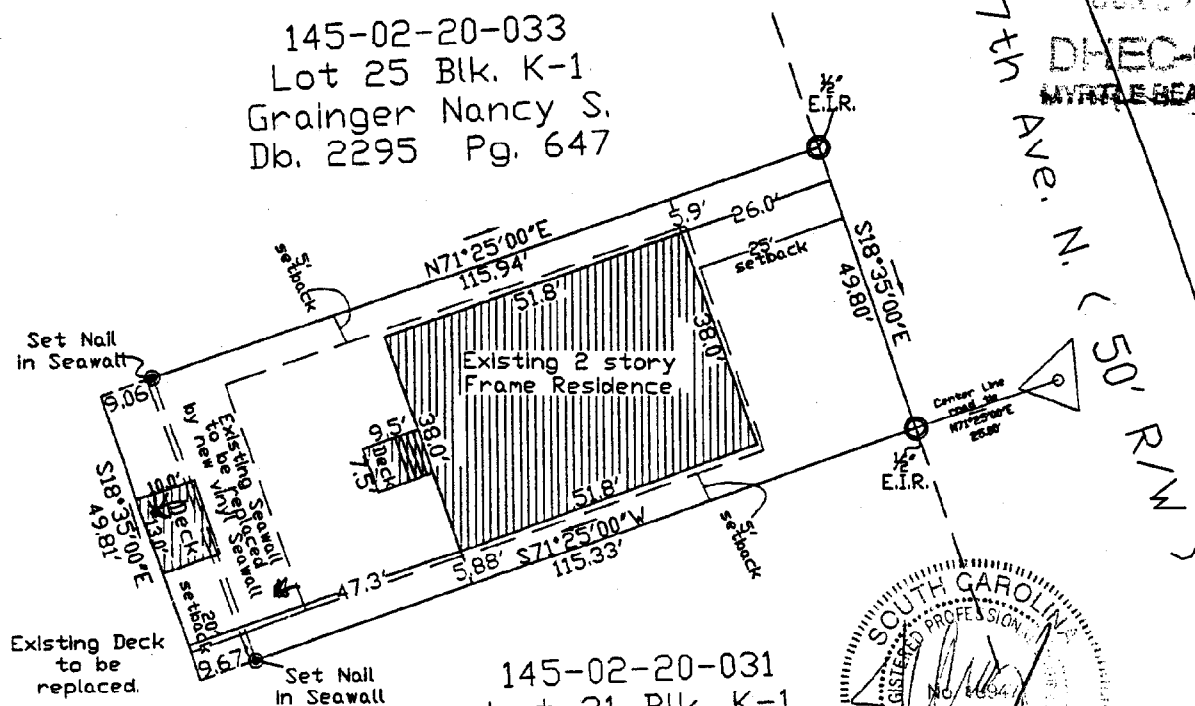 145-02-20-033
Lot 25 Blk. K-1
Grainger Nancy S.
Db. 2295 Pg. 647
7th Ave. N. ( 50' R/W )
MYRTLE BEA
½"
E.I.R.
5.9'
26.0'
25'
setback
S18°35'00"E
49.80'
N71°25'00"E
115.94'
5'
setback
51.8'
38.0'
Existing 2 story
Frame Residence
Set Nail
in Seawall
9.06
Existing Seawall
to be replaced
by new vinyl Seawall
5'
38.0'
Deck
7.5'
S18°35'00"E
49.81'
Deck
13.0'
Center Line
N71°25'00"E
½"
E.I.R.
51.8'
5.88'
S71°25'00"W
115.33'
5'
setback
47.3'
20'
setback
9.67
Existing Deck
to be
replaced.
Set Nail
in Seawall
145-02-20-031
K-1
SOUTH CAROLINA
PROFESSION
No.